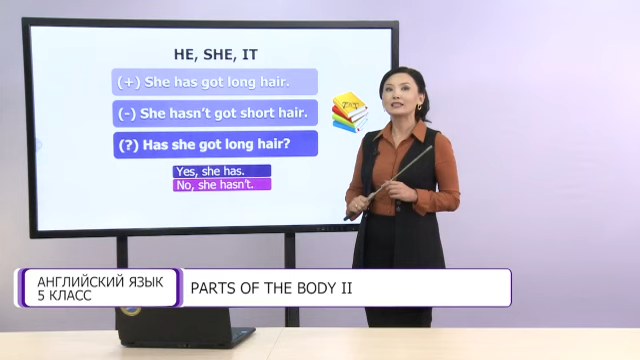 HE, SHE, IT
(+) She has got long hair.
(-) She hasn't got short hair.
(?) Has she got long hair?
Yes, she has.
No, she hasn't.
АНГЛИЙСКИЙ ЯЗЫК
5 КЛАСС
PARTS OF THE BODY II